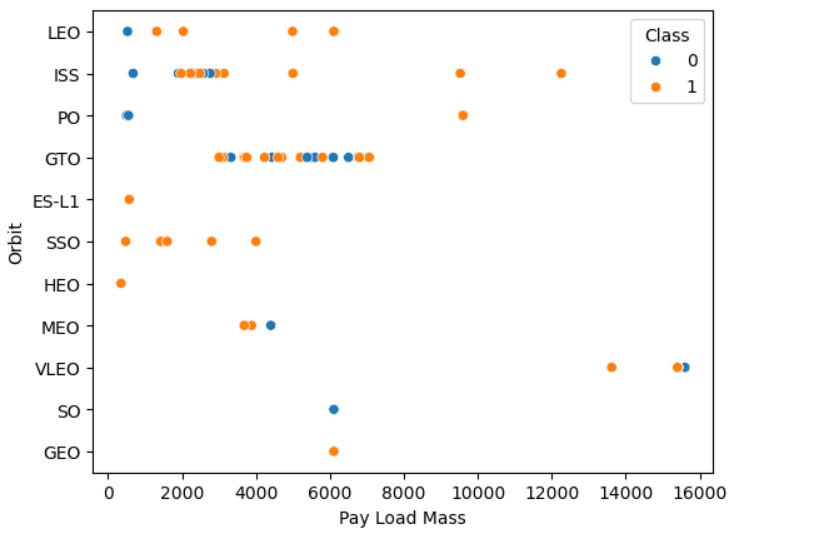 LEO
ISS
PO
GTO
ES-L1
SSO
HEO
MEO
VLEO
SO
GEO
Orbit
Class
0
1
0 2000 4000 6000 8000 10000 12000 14000 16000
Pay Load Mass